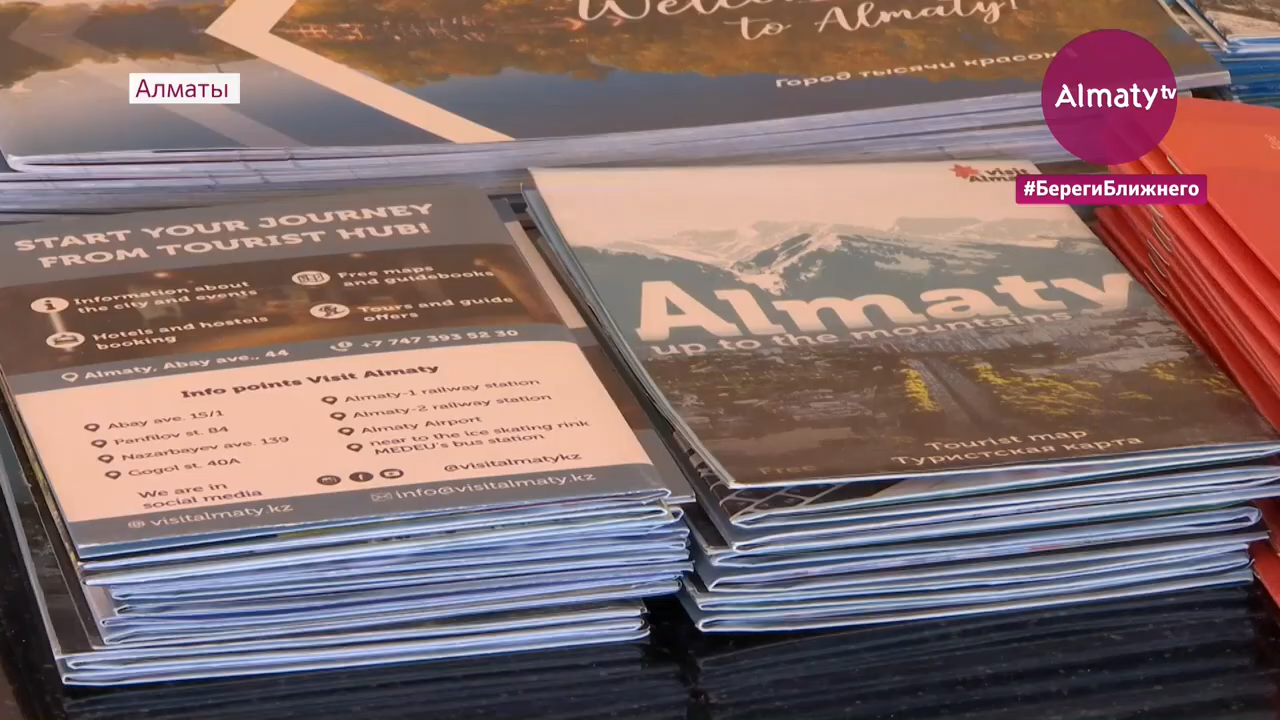 to Almaty!
Город тысячи красок
Алматы
Almaty tv
#БерегиБлижнего
START YOUR JOURNEY
FROM TOURIST HUB!
Information about
the city and events
Hotels and hostels
booking
Free maps
and guidebooks
Tours and guide
offers
Almaty, Abay ave., 44
+7 747 393 52 30
Info points Visit Almaty
Abay ave. 15/1
Panfilov st. 84
Nazarbayev ave. 139
Gogol st. 40A
Almaty-1 railway station
Almaty-2 railway station
Almaty Airport
near to the ice skating rink
MEDEU's bus station
We are in
social media
@visitalmatykz
visitalmaty.kz
info@visitalmaty.kz
visit
Almaty
up to the mountains
Tourist map
Туристская карта
Free